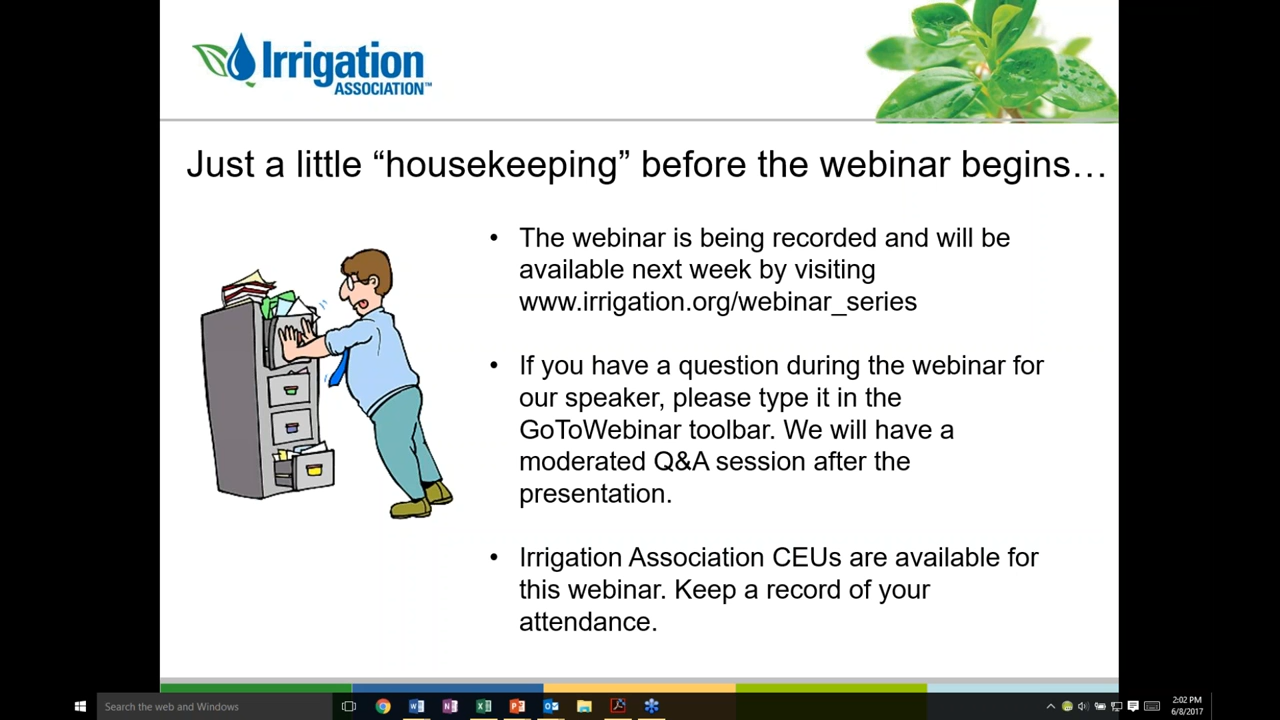 Irrigation
ASSOCIATION™
Just a little “housekeeping” before the webinar begins…
• The webinar is being recorded and will be
available next week by visiting
www.irrigation.org/webinar_series
• If you have a question during the webinar for
our speaker, please type it in the
GoToWebinar toolbar. We will have a
moderated Q&A session after the
presentation.
• Irrigation Association CEUs are available for
this webinar. Keep a record of your
attendance.
Search the web and Windows
2:02 PM
6/8/2017